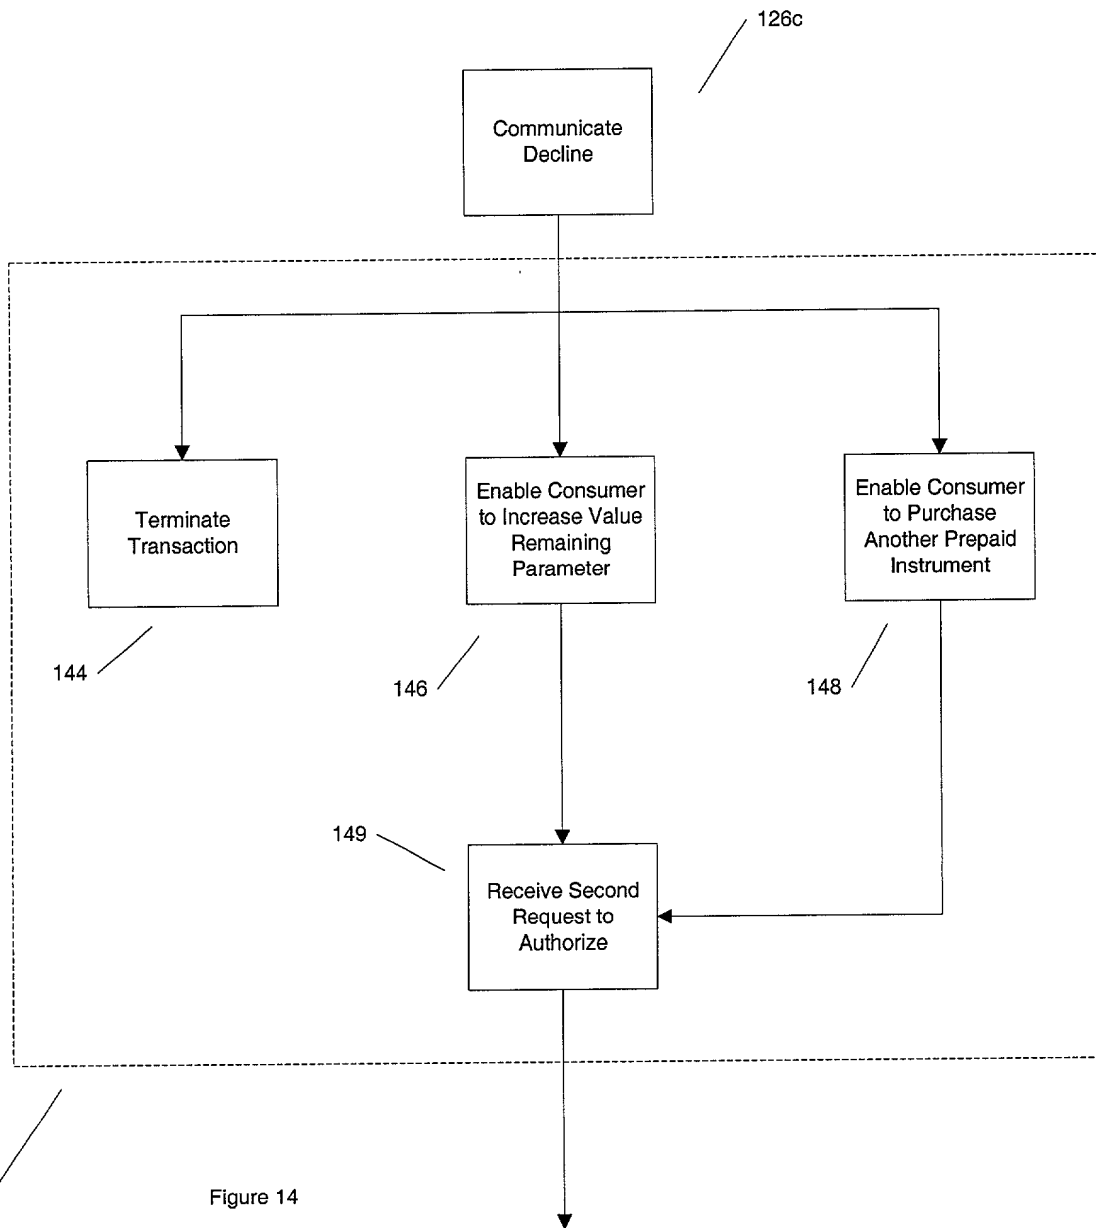 126c
Communicate
Decline
Terminate
Transaction
Enable Consumer
to Increase Value
Remaining
Parameter
Enable Consumer
to Purchase
Another Prepaid
Instrument
144
146
148
149
Receive Second
Request to
Authorize
Figure 14